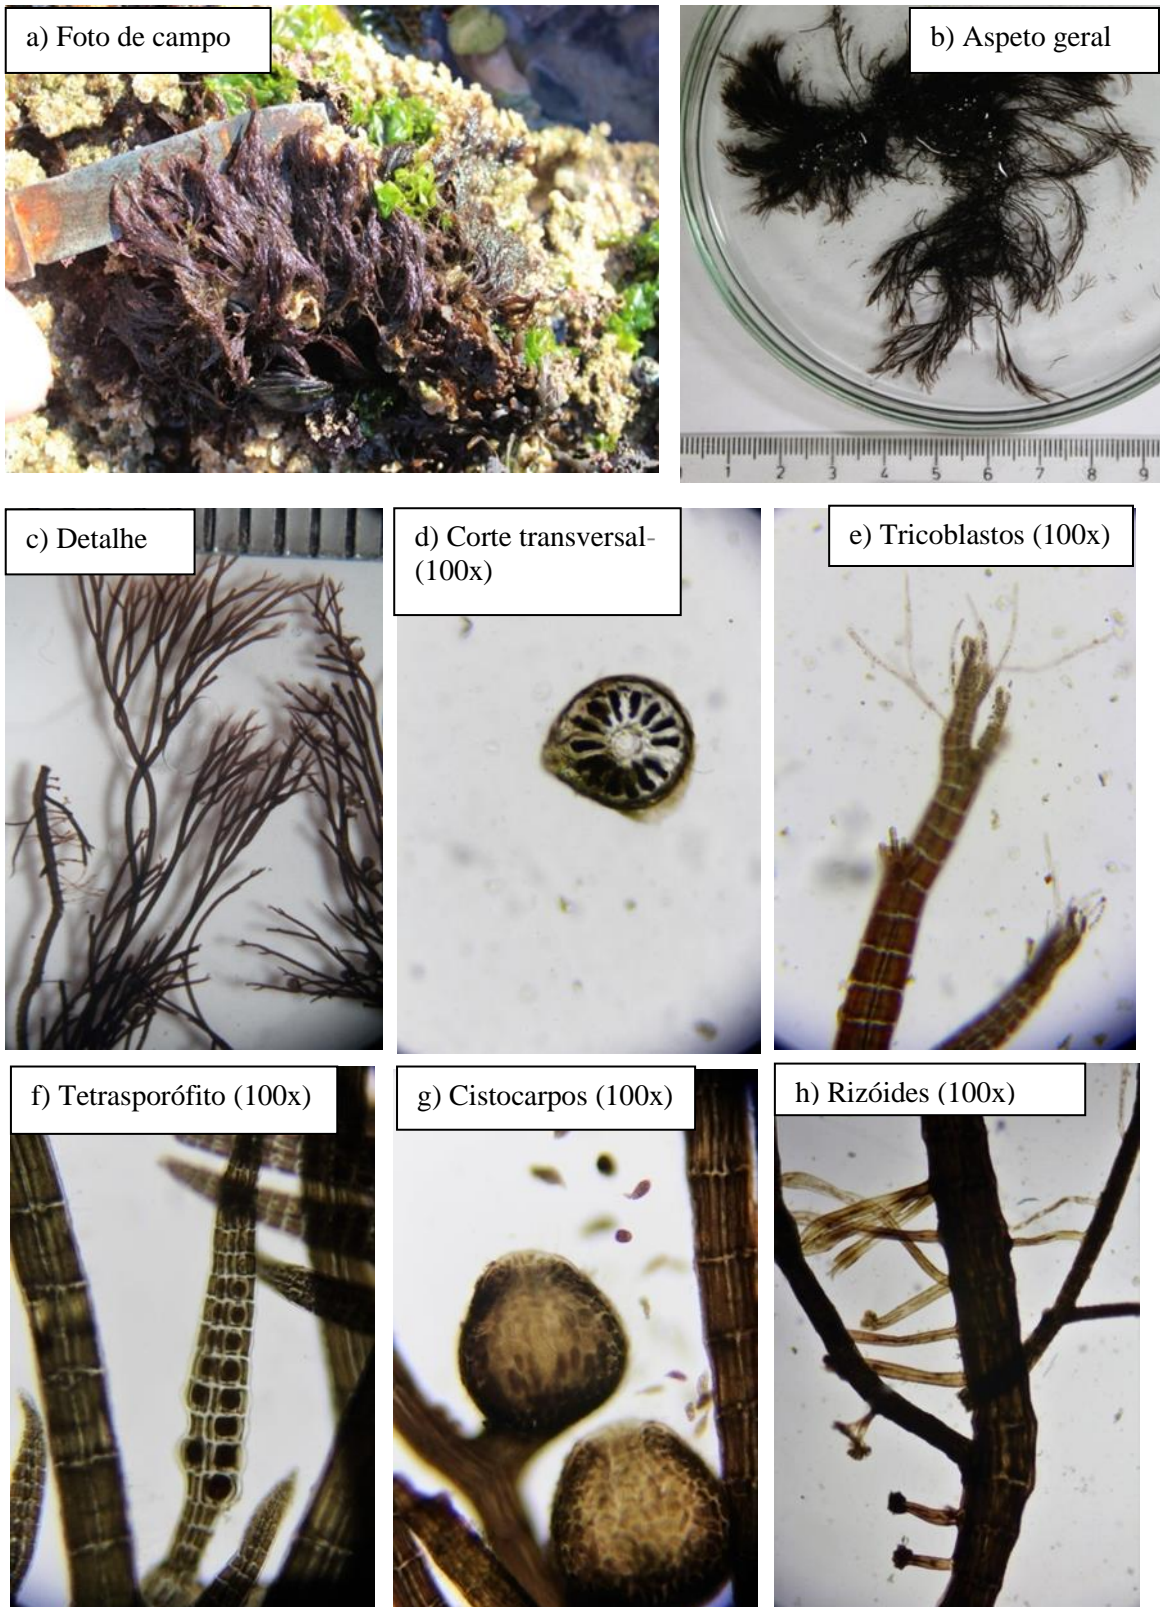 a) Foto de campo
b) Aspeto geral
1 2 3 4 5 6 7 8 9
c) Detalhe
d) Corte transversal-
(100x)
e) Tricoblastos (100x)
f) Tetrasporófito (100x)
g) Cistocarpos (100x)
h) Rizóides (100x)